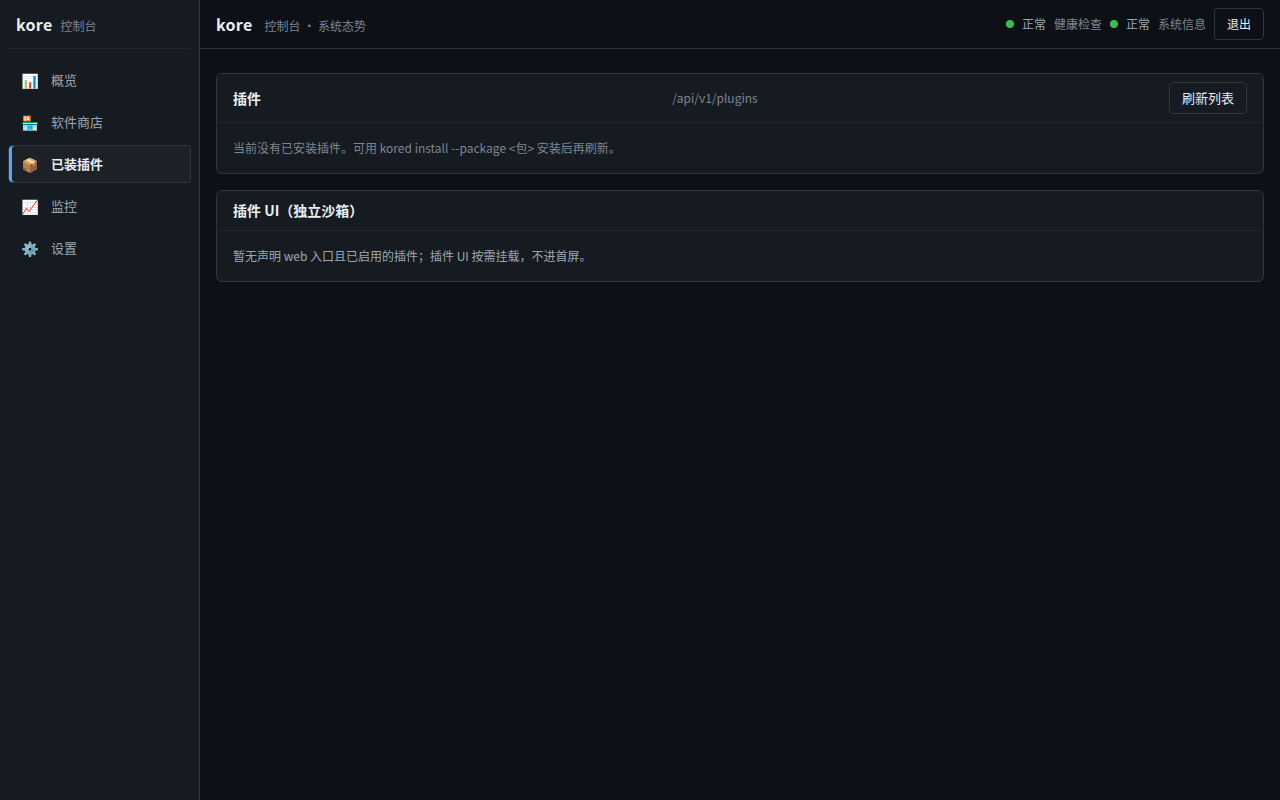 kore 控制台
概览
软件商店
已装插件
监控
设置
kore 控制台 · 系统态势
正常 健康检查 正常 系统信息 退出
插件 /api/v1/plugins 刷新列表
当前没有已安装插件。可用 kored install --package <包> 安装后再刷新。
插件 UI（独立沙箱）
暂无声明 web 入口且已启用的插件；插件 UI 按需挂载，不进首屏。